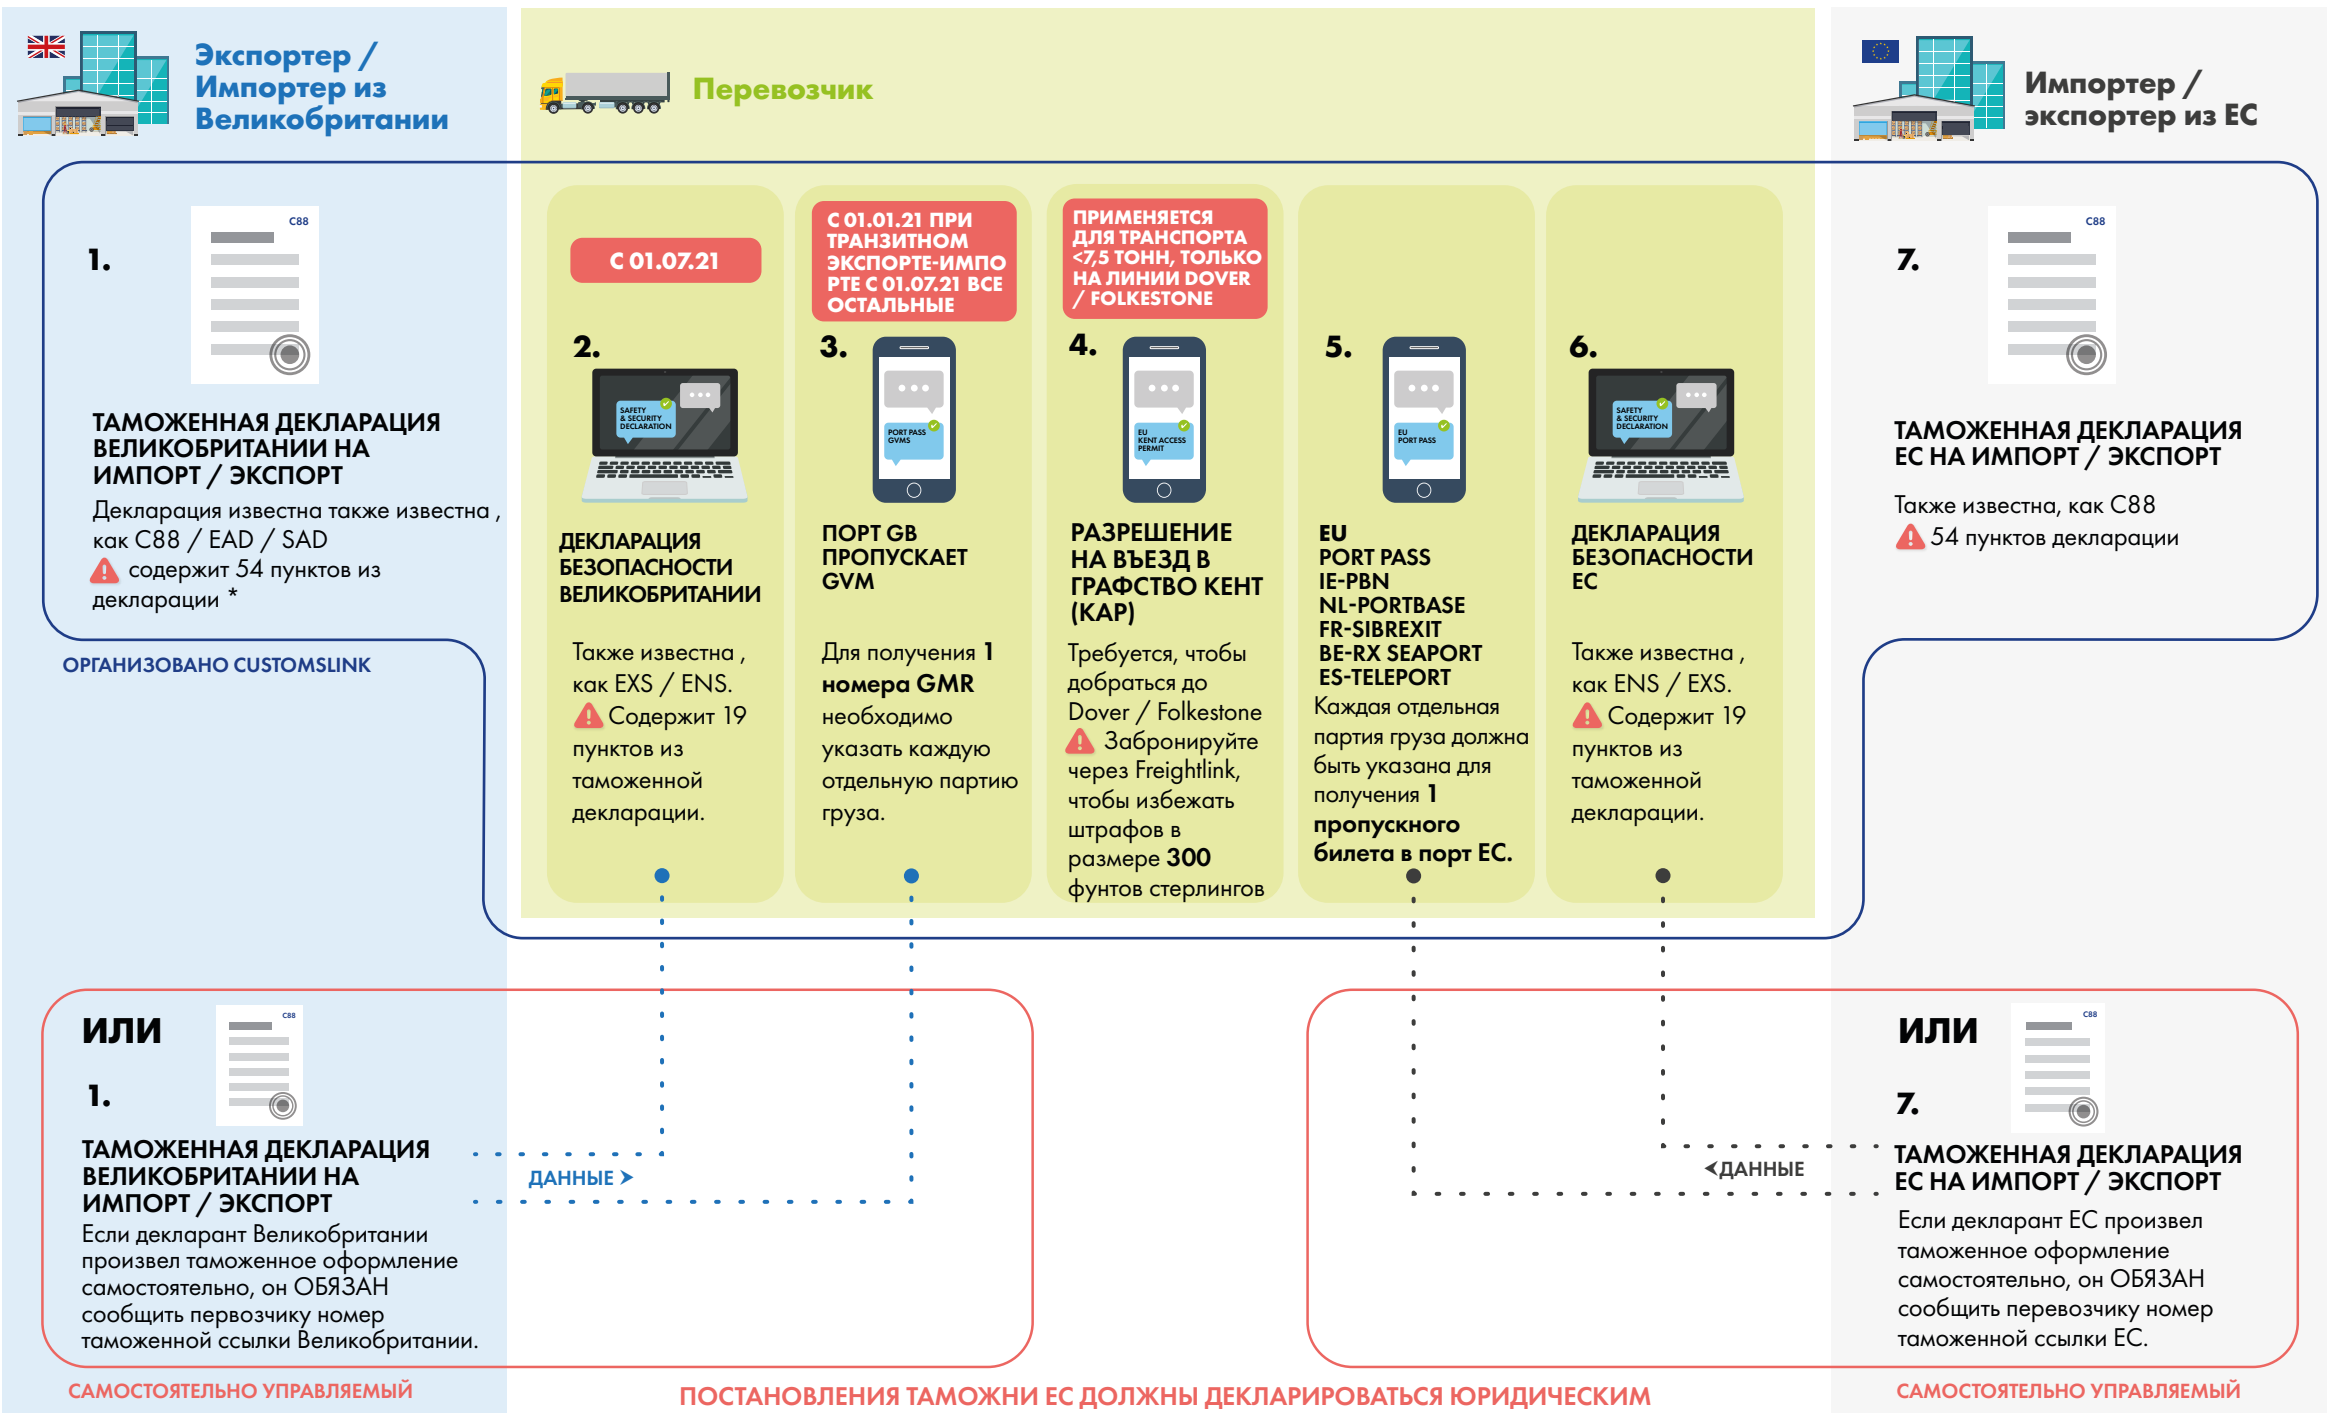 Экспортер /
Импортер из
Великобритании
Перевозчик
Импортер /
экспортер из ЕС
1.
C88
ТАМОЖЕННАЯ ДЕКЛАРАЦИЯ
ВЕЛИКОБРИТАНИИ НА
ИМПОРТ / ЭКСПОРТ
Декларация известна также известна ,
как C88 / EAD / SAD
содержит 54 пунктов из
декларации *
ОРГАНИЗОВАНО CUSTOMSLINK
С 01.07.21
2.
SAFETY
& SECURITY
DECLARATION
ДЕКЛАРАЦИЯ
БЕЗОПАСНОСТИ
ВЕЛИКОБРИТАНИИ
Также известна ,
как EXS / ENS.
Содержит 19
пунктов из
таможенной
декларации.
С 01.01.21 ПРИ
ТРАНЗИТНОМ
ЭКСПОРТЕ-ИМПО
РТЕ С 01.07.21 ВСЕ
ОСТАЛЬНЫЕ
3.
PORT PASS
GVMS
ПОРТ GB
ПРОПУСКАЕТ
GVM
Для получения 1
номера GMR
необходимо
указать каждую
отдельную партию
груза.
ПРИМЕНЯЕТСЯ
ДЛЯ ТРАНСПОРТА
<7,5 ТОНН, ТОЛЬКО
НА ЛИНИИ DOVER
/ FOLKESTONE
4.
EU
KENT ACCESS
PERMIT
РАЗРЕШЕНИЕ
НА ВЪЕЗД В
ГРАФСТВО КЕНТ
(КАР)
Требуется, чтобы
добраться до
Dover / Folkestone
Забронируйте
через Freightlink,
чтобы избежать
штрафов в
размере 300
фунтов стерлингов
5.
EU
PORT PASS
EU
PORT PASS
IE-PBN
NL-PORTBASE
FR-SIBREXIT
BE-RX SEAPORT
ES-TELEPORT
Каждая отдельная
партия груза должна
быть указана для
получения 1
пропускного
билета в порт ЕС.
6.
SAFETY
& SECURITY
DECLARATION
ДЕКЛАРАЦИЯ
БЕЗОПАСНОСТИ
ЕС
Также известна ,
как ENS / EXS.
Содержит 19
пунктов из
таможенной
декларации.
7.
C88
ТАМОЖЕННАЯ ДЕКЛАРАЦИЯ
ЕС НА ИМПОРТ / ЭКСПОРТ
Также известна, как C88
54 пунктов декларации
ИЛИ
C88
1.
ТАМОЖЕННАЯ ДЕКЛАРАЦИЯ
ВЕЛИКОБРИТАНИИ НА
ИМПОРТ / ЭКСПОРТ
Если декларант Великобритании
произвел таможенное оформление
самостоятельно, он ОБЯЗАН
сообщить первозчику номер
таможенной ссылки Великобритании.
ДАННЫЕ
САМОСТОЯТЕЛЬНО УПРАВЛЯЕМЫЙ
ДАННЫЕ
ИЛИ
C88
7.
ТАМОЖЕННАЯ ДЕКЛАРАЦИЯ
ЕС НА ИМПОРТ / ЭКСПОРТ
Если декларант ЕС произвел
таможенное оформление
самостоятельно, он ОБЯЗАН
сообщить перевозчику номер
таможенной ссылки ЕС.
САМОСТОЯТЕЛЬНО УПРАВЛЯЕМЫЙ
ПОСТАНОВЛЕНИЯ ТАМОЖНИ ЕС ДОЛЖНЫ ДЕКЛАРИРОВАТЬСЯ ЮРИДИЧЕСКИМ